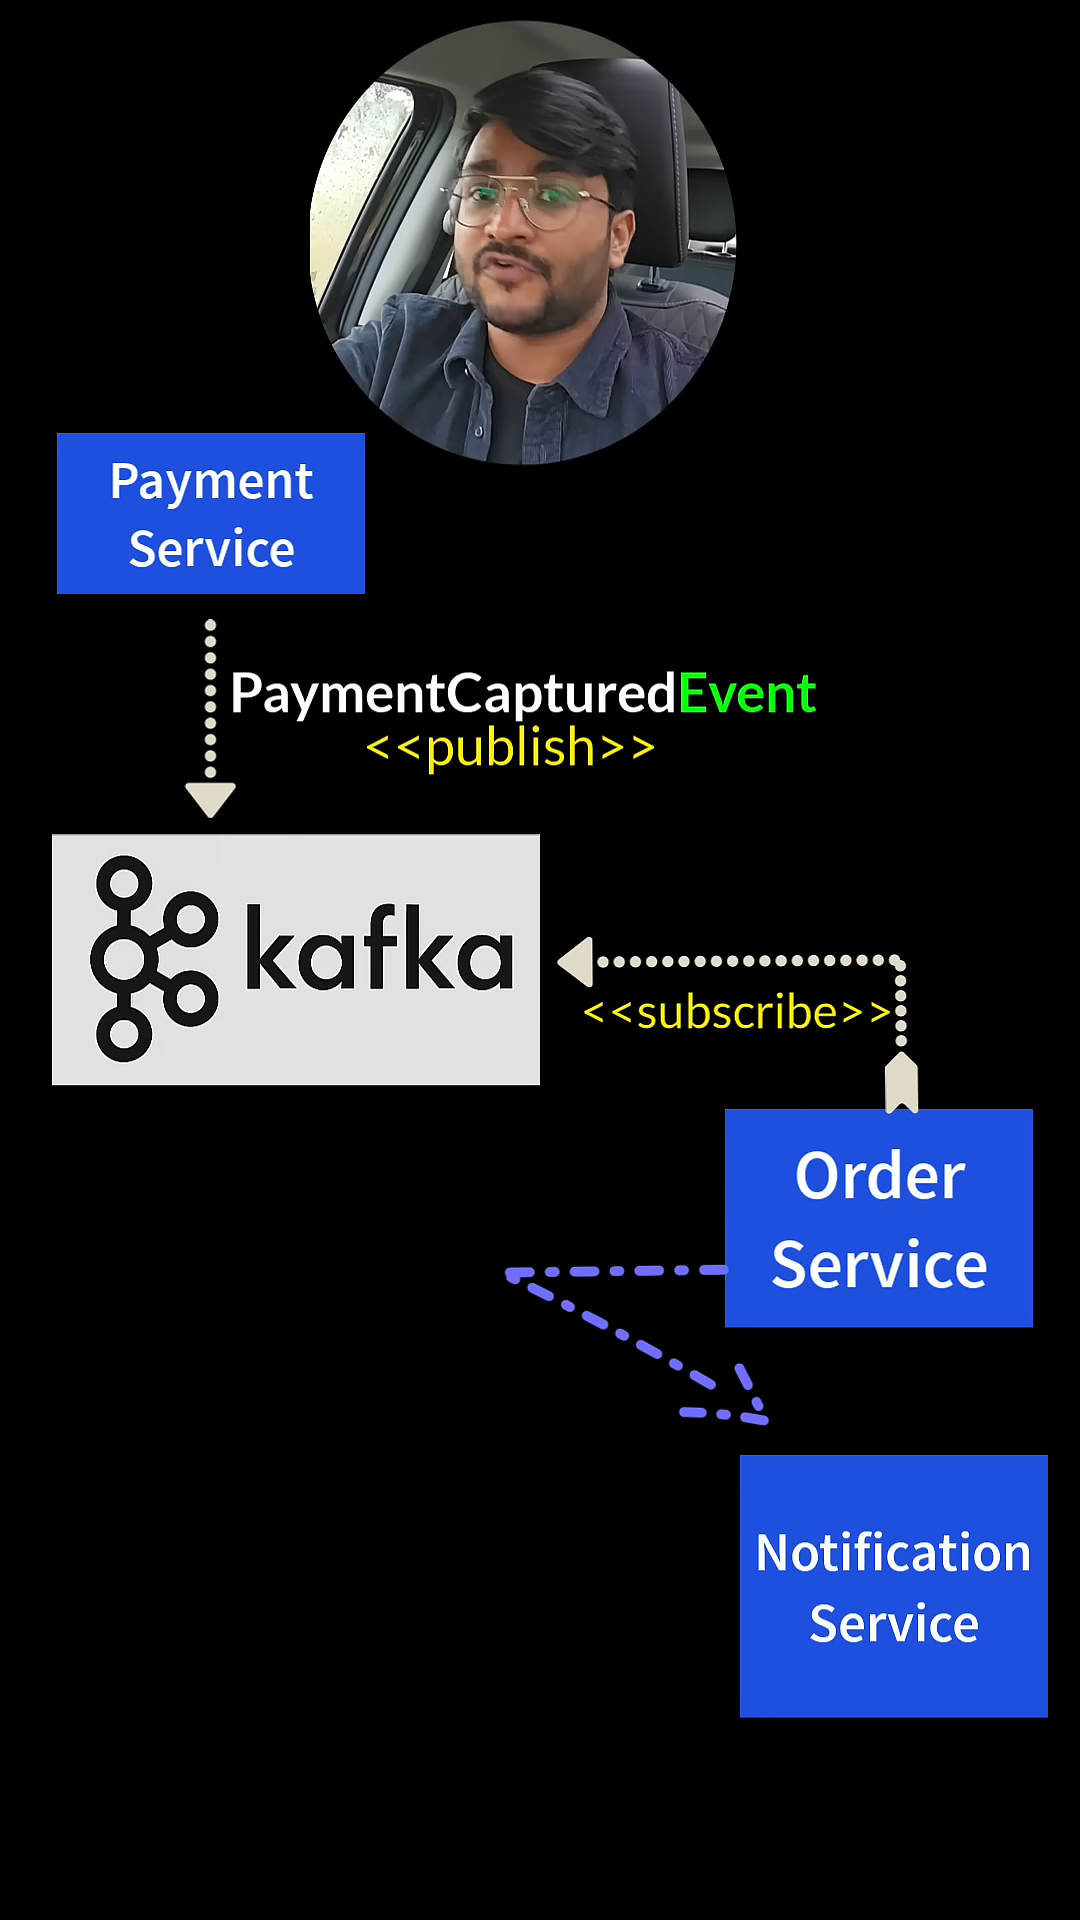 Payment
Service
PaymentCapturedEvent
<<publish>>
kafka
<<subscribe>>
Order
Service
Notification
Service